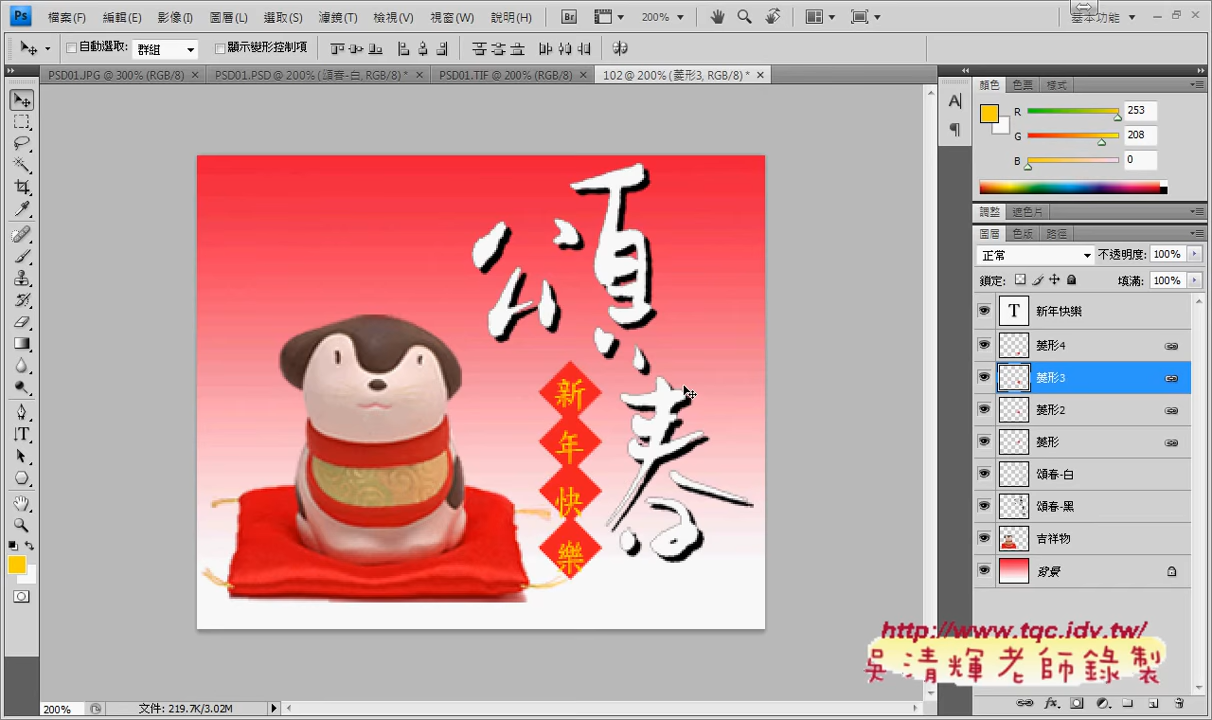 Ps
檔案(F) 編輯(E) 影像(I) 圖層(L) 選取(S) 濾鏡(T) 檢視(V) 視窗(W) 說明(H) Br 200% 基本功能
自動選取: 群組 顯示變形控制項
PSD01.JPG @ 300% (RGB/8) PSD01.PSD @ 200% (頌春-白, RGB/8) * PSD01.TIF @ 200% (RGB/8) 102 @ 200% (菱形3, RGB/8) *
顏色 色票 樣式
R 253
G 208
B 0
調整 遮色片
圖層 色版 路徑
正常 不透明度: 100%
鎖定: 填滿: 100%
T 新年快樂
菱形4
菱形3
菱形2
菱形
頌春-白
頌春-黑
吉祥物
背景
頌
春
新
年
快
樂
http://www.tqc.idv.tw/
吳清輝老師錄製
200% 文件: 219.7K/3.02M